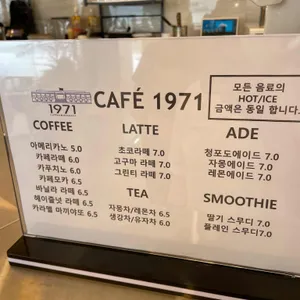 1971
CAFÉ 1971
모든 음료의
HOT/ICE
금액은 동일 합니다.
COFFEE
아메리카노 5.0
카페라떼 6.0
카푸치노 6.0
카페모카 6.5
바닐라 라떼 6.5
헤이즐넛 라떼 6.5
카라멜 마끼야또 6.5
LATTE
초코라떼 7.0
고구마 라떼 7.0
그린티 라떼 7.0
TEA
자몽차/레몬차 6.5
생강차/유자차 6.0
ADE
청포도에이드 7.0
자몽에이드 7.0
레몬에이드 7.0
SMOOTHIE
딸기 스무디 7.0
플레인 스무디7.0